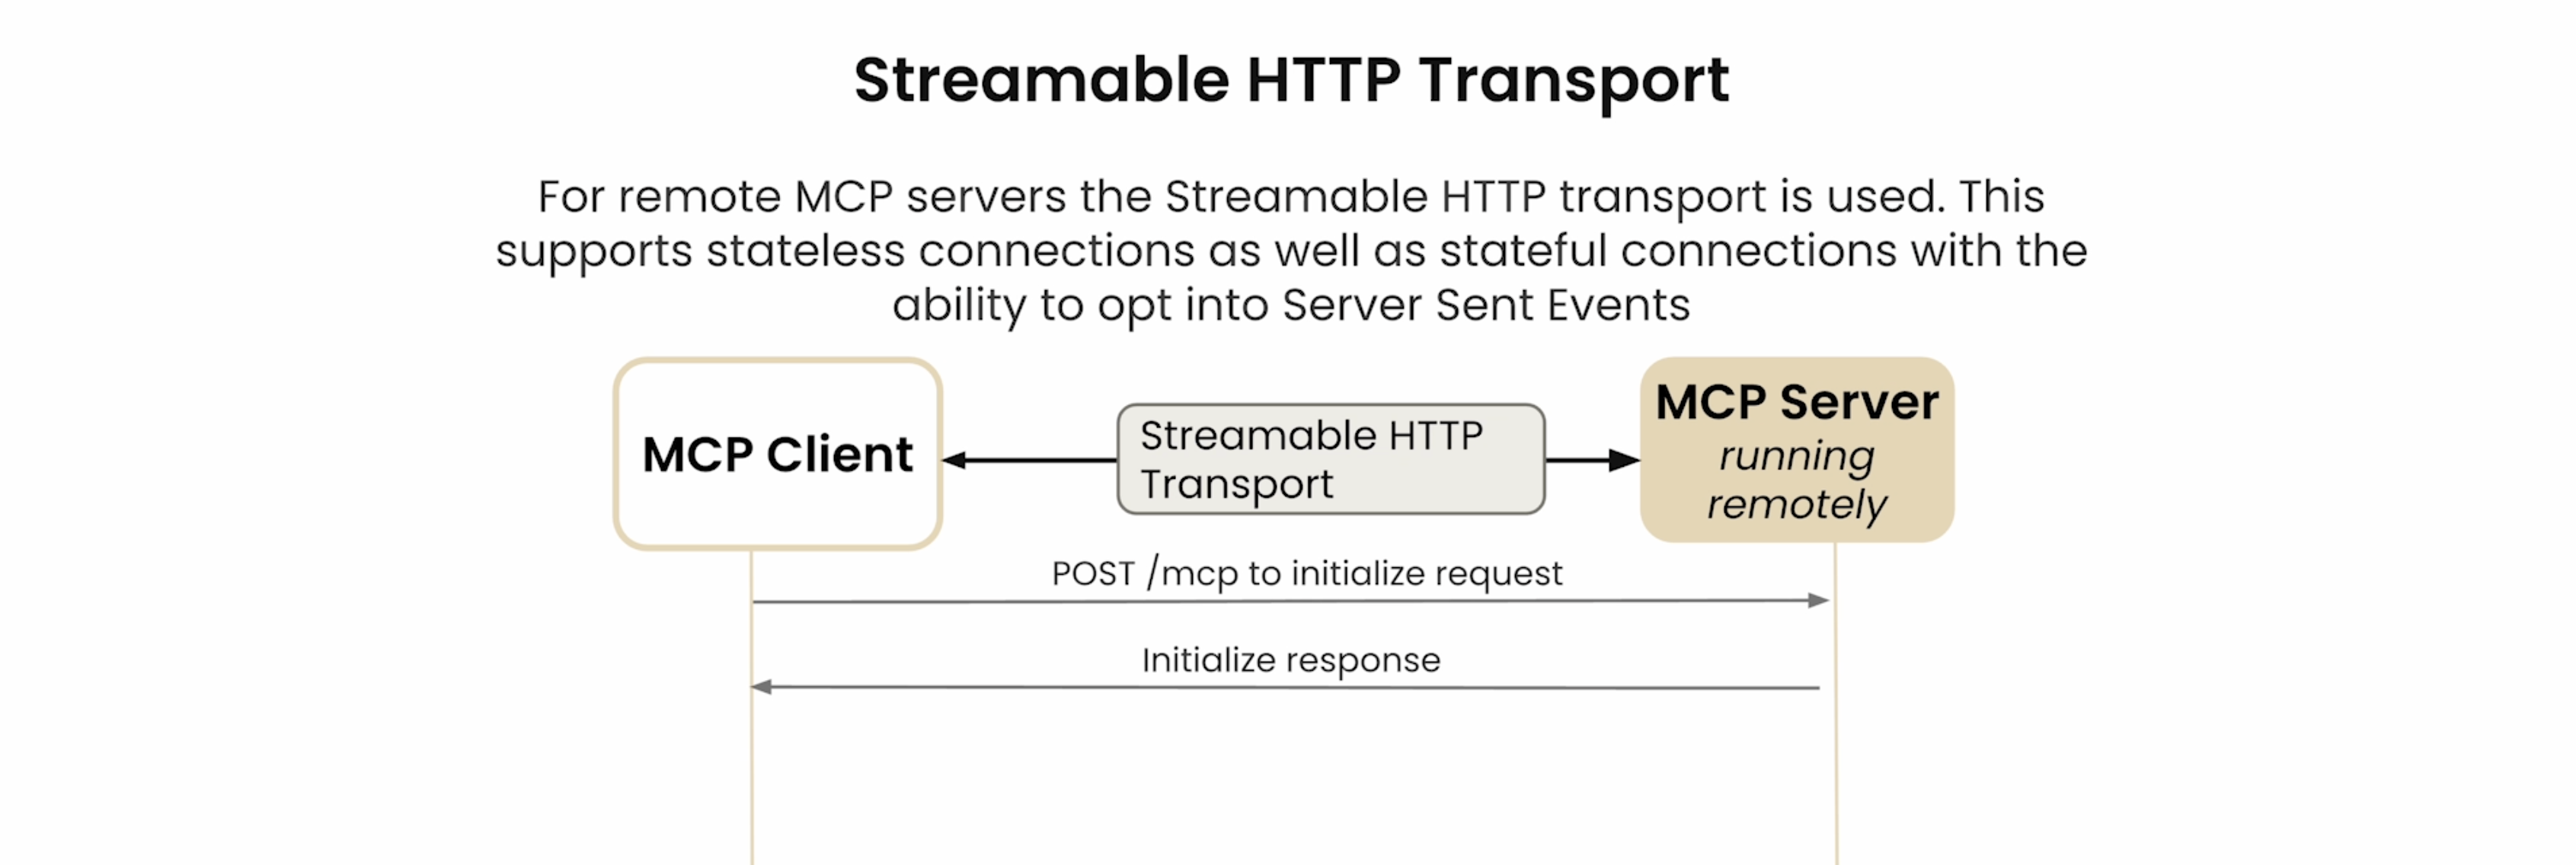 Streamable HTTP Transport
For remote MCP servers the Streamable HTTP transport is used. This
supports stateless connections as well as stateful connections with the
ability to opt into Server Sent Events
MCP Client
Streamable HTTP
Transport
MCP Server
running
remotely
POST /mcp to initialize request
Initialize response